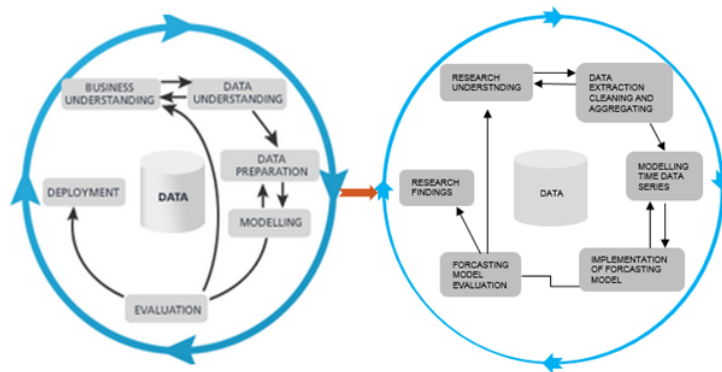 BUSINESS
UNDERSTANDING
DATA
UNDERSTANDING
DATA
PREPARATION
DEPLOYMENT
DATA
MODELLING
EVALUATION
RESEARCH
UNDERSTNDING
DATA
EXTRACTION
CLEANING AND
AGGREGATING
MODELLING
TIME DATA
SERIES
RESEARCH
FINDINGS
DATA
FORCASTING
MODEL
EVALUATION
IMPLEMENTATION
OF FORCASTING
MODEL